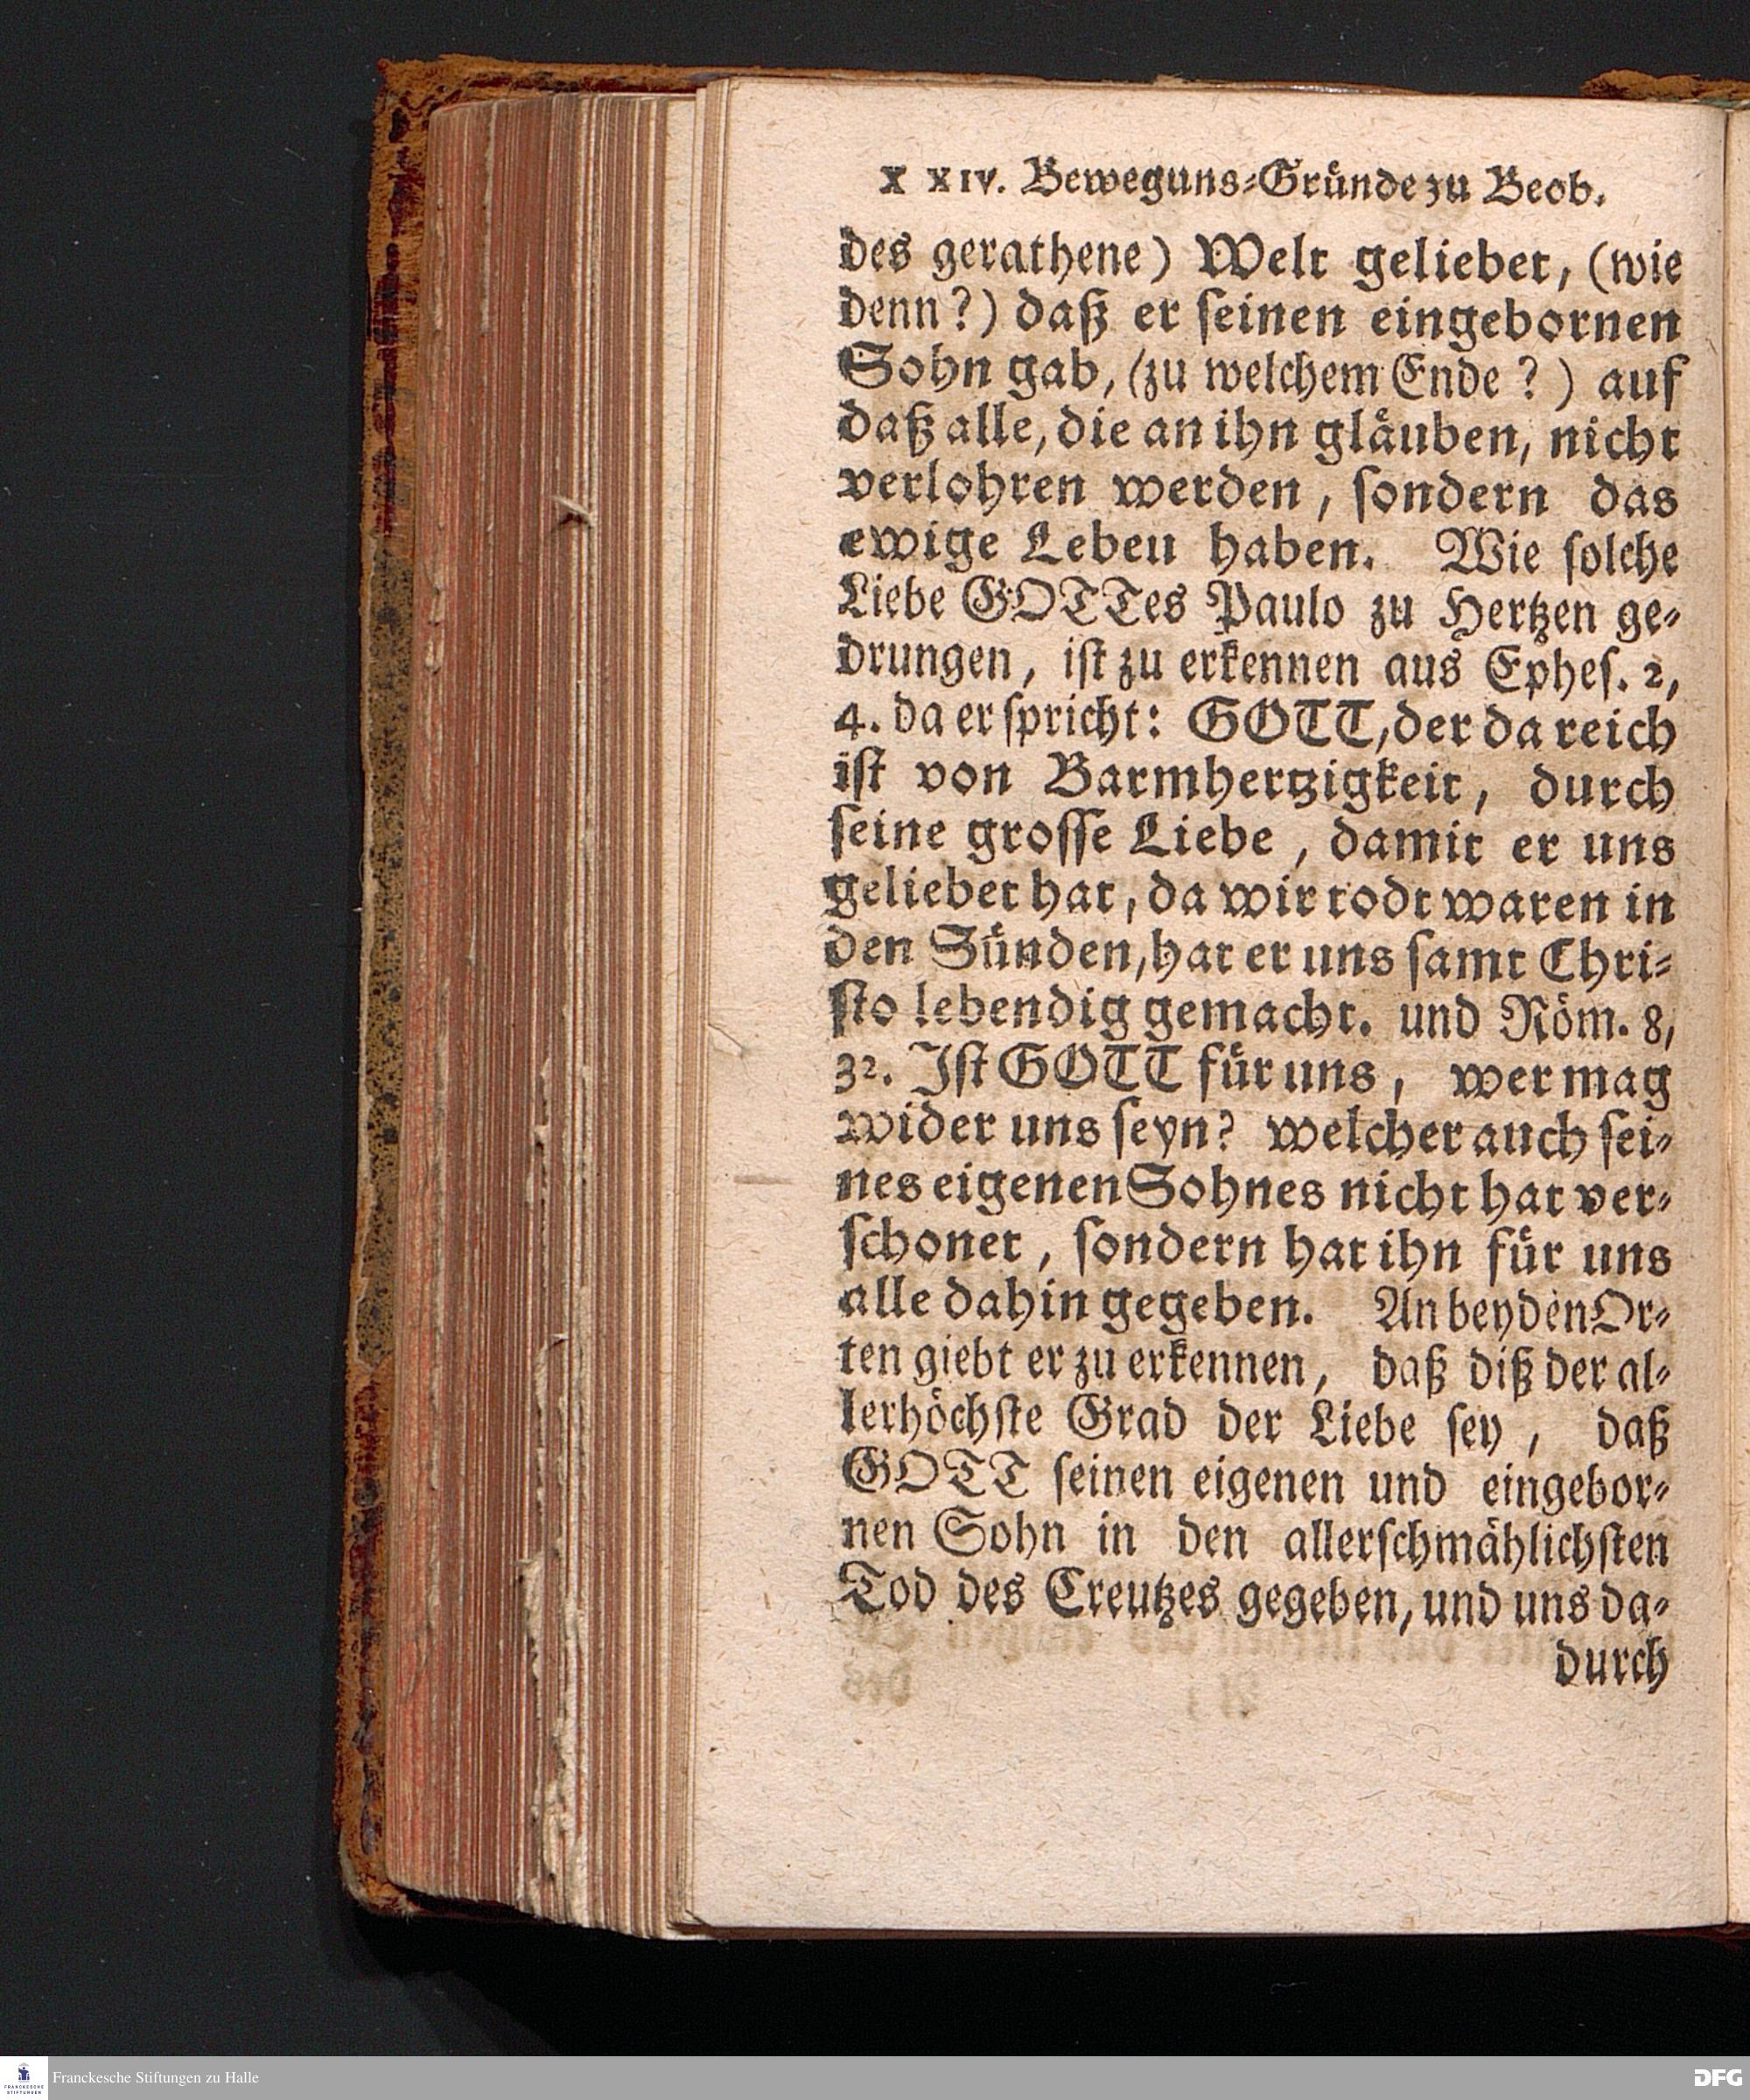 X XIV. Beweguns-Gründe zu Beob.
des gerathene) Welt geliebet, (wie
denn?) daß er seinen eingebornen
Sohn gab, (zu welchem Ende?) auf
daß alle, die an ihn gläuben, nicht
verlohren werden, sondern das
ewige Leben haben. Wie solche
Liebe GOTTes Paulo zu Hertzen ge-
drungen, ist zu erkennen aus Ephes. 2,
4. da er spricht: GOTT, der da reich
ist von Barmhertzigkeit, durch
seine grosse Liebe, damit er uns
geliebet hat, da wir todt waren in
den Sünden, hat er uns samt Chri-
sto lebendig gemacht. und Röm. 8,
32. Ist GOTT für uns, wer mag
wider uns seyn? welcher auch sei-
nes eigenen Sohnes nicht hat ver-
schonet, sondern hat ihn für uns
alle dahin gegeben. An beyden Or-
ten giebt er zu erkennen, daß diß der al-
lerhöchste Grad der Liebe sey, daß
GOTT seinen eigenen und eingebor-
nen Sohn in den allerschmählichsten
Tod des Creutzes gegeben, und uns da-
durch
Franckesche Stiftungen zu Halle
DFG